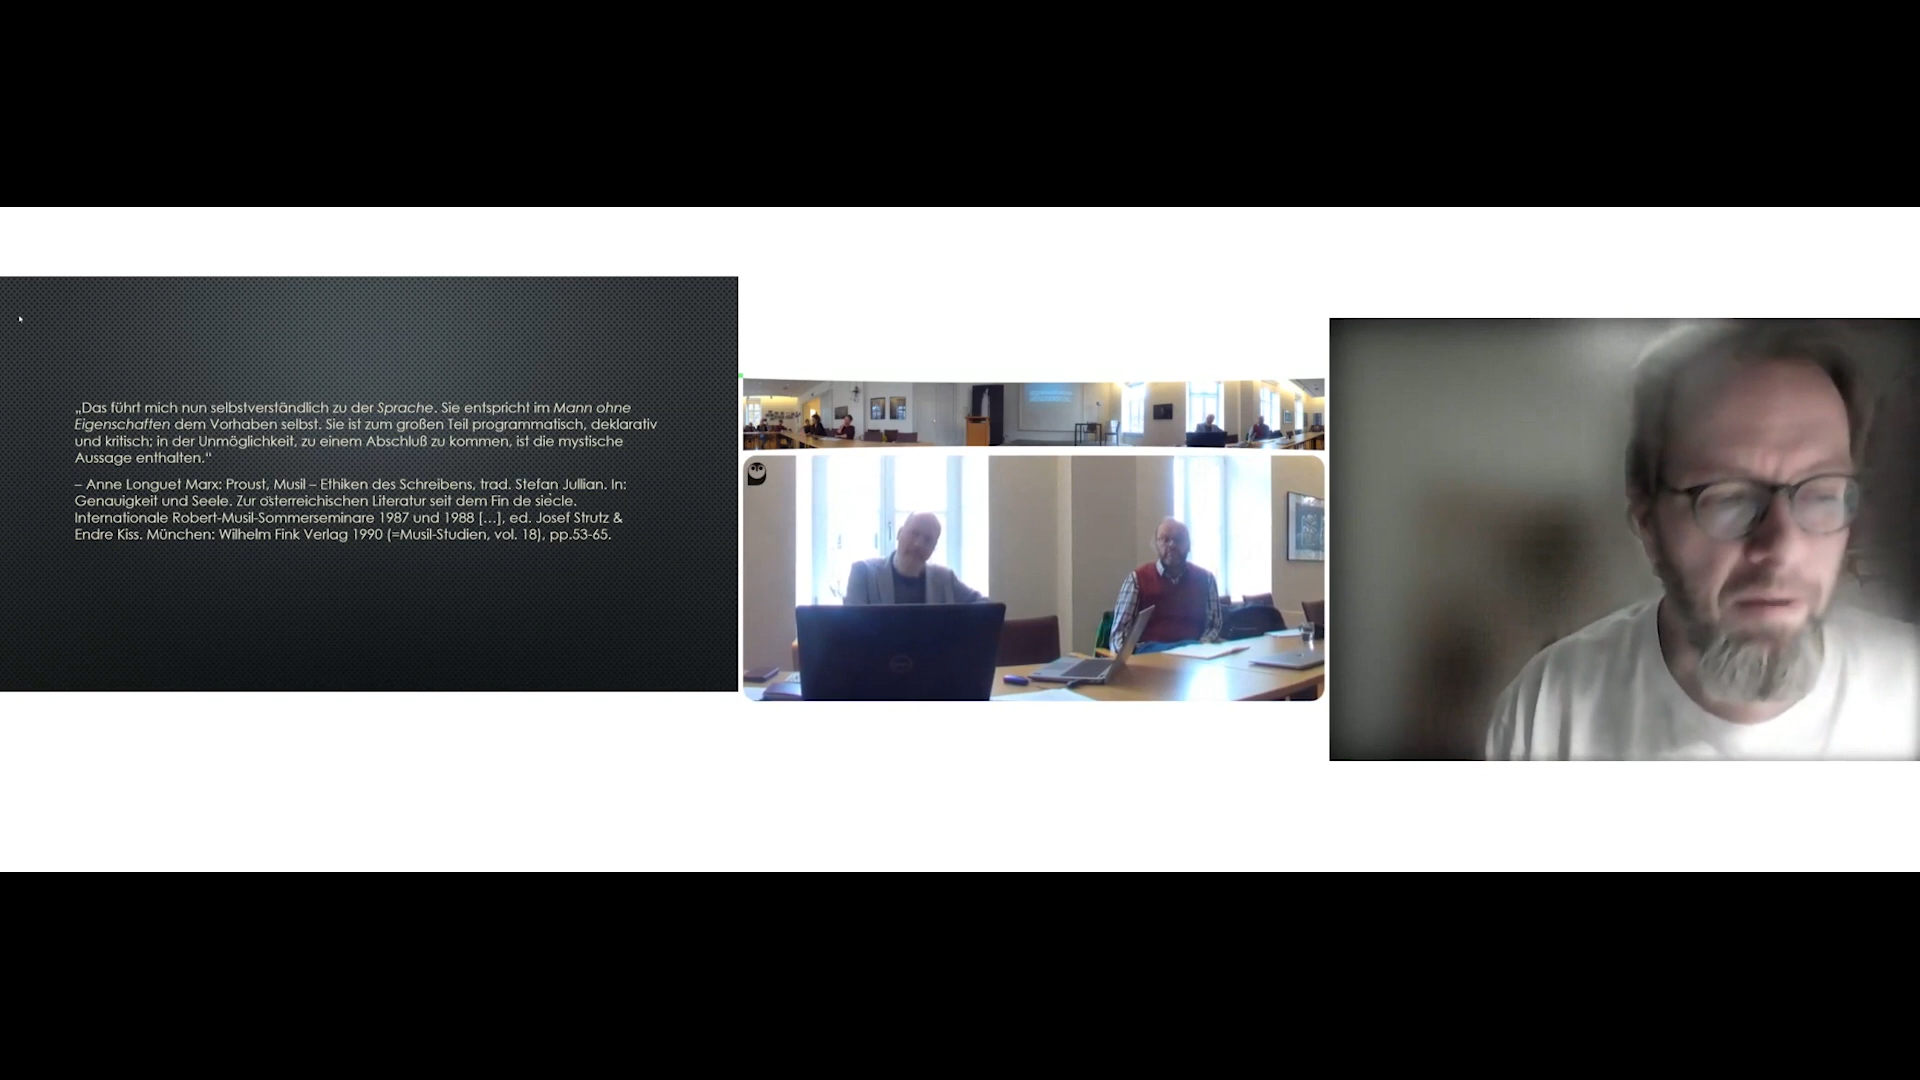 „Das führt mich nun selbstverständlich zu der Sprache. Sie entspricht im Mann ohne
Eigenschaften dem Vorhaben selbst. Sie ist zum großen Teil programmatisch, deklarativ
und kritisch; in der Unmöglichkeit, zu einem Abschluß zu kommen, ist die mystische
Aussage enthalten.“
– Anne Longuet Marx: Proust, Musil – Ethiken des Schreibens, trad. Stefan Jullian. In:
Genauigkeit und Seele. Zur österreichischen Literatur seit dem Fin de siècle.
Internationale Robert-Musil-Sommerseminare 1987 und 1988 [...], ed. Josef Strutz &
Endre Kiss. München: Wilhelm Fink Verlag 1990 (=Musil-Studien, vol. 18), pp.53-65.